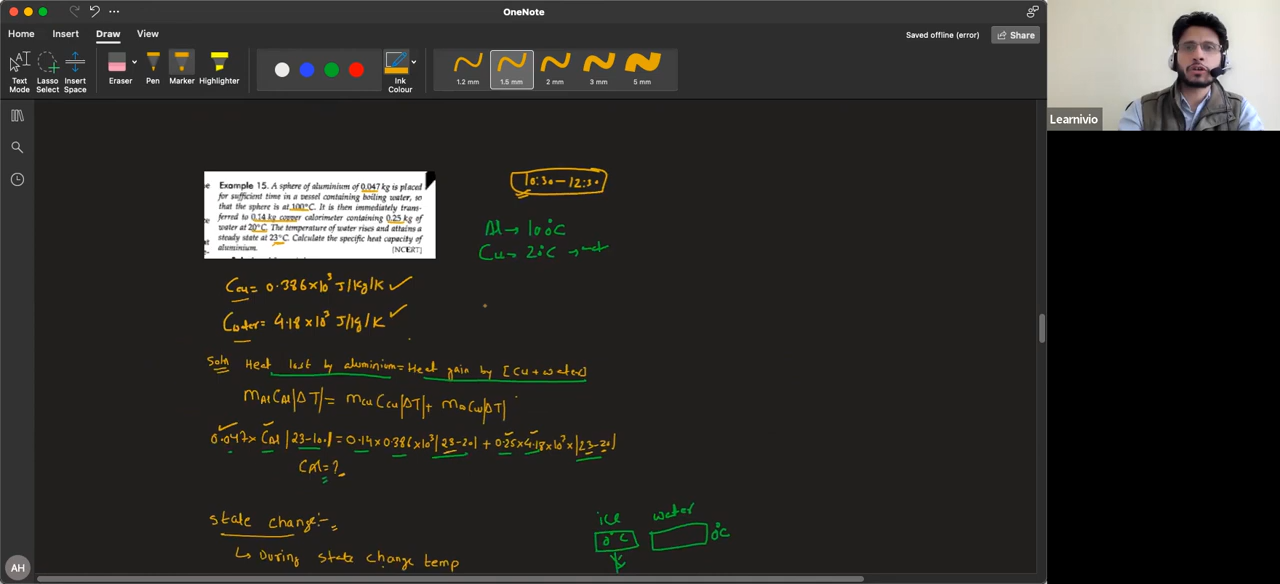 OneNote
Home Insert Draw View
Saved offline (error) Share
Text Mode
Lasso Select
Insert Space
Eraser
Pen
Marker
Highlighter
Ink Colour
1.2 mm
1.5 mm
2 mm
3 mm
5 mm
Learnivio
Example 15. A sphere of aluminium of 0.047 kg is placed
for sufficient time in a vessel containing boiling water, so
that the sphere is at 100°C. It is then immediately trans-
ferred to 0.14 kg copper calorimeter containing 0.25 kg of
water at 20°C. The temperature of water rises and attains a
steady state at 23°C. Calculate the specific heat capacity of
aluminium. [NCERT]
10:30-12:30
Al → 100°C
Cu → 20°C →
Ccu = 0.386×10³ J/kg/K ✓
Cwater = 4.18×10³ J/kg/K ✓
Soln Heat lost by aluminium = Heat gain by [Cu + water]
mAl CAl |ΔT| = mcu Ccu |ΔT| + mw Cw |ΔT|
0.047× CAl |23-100| = 0.14×0.386×10³ |23-20| + 0.25×4.18×10³×|23-20|
CAl = ?
state change:-
↳ During state change temp
ice water
0°C 0°C
AH